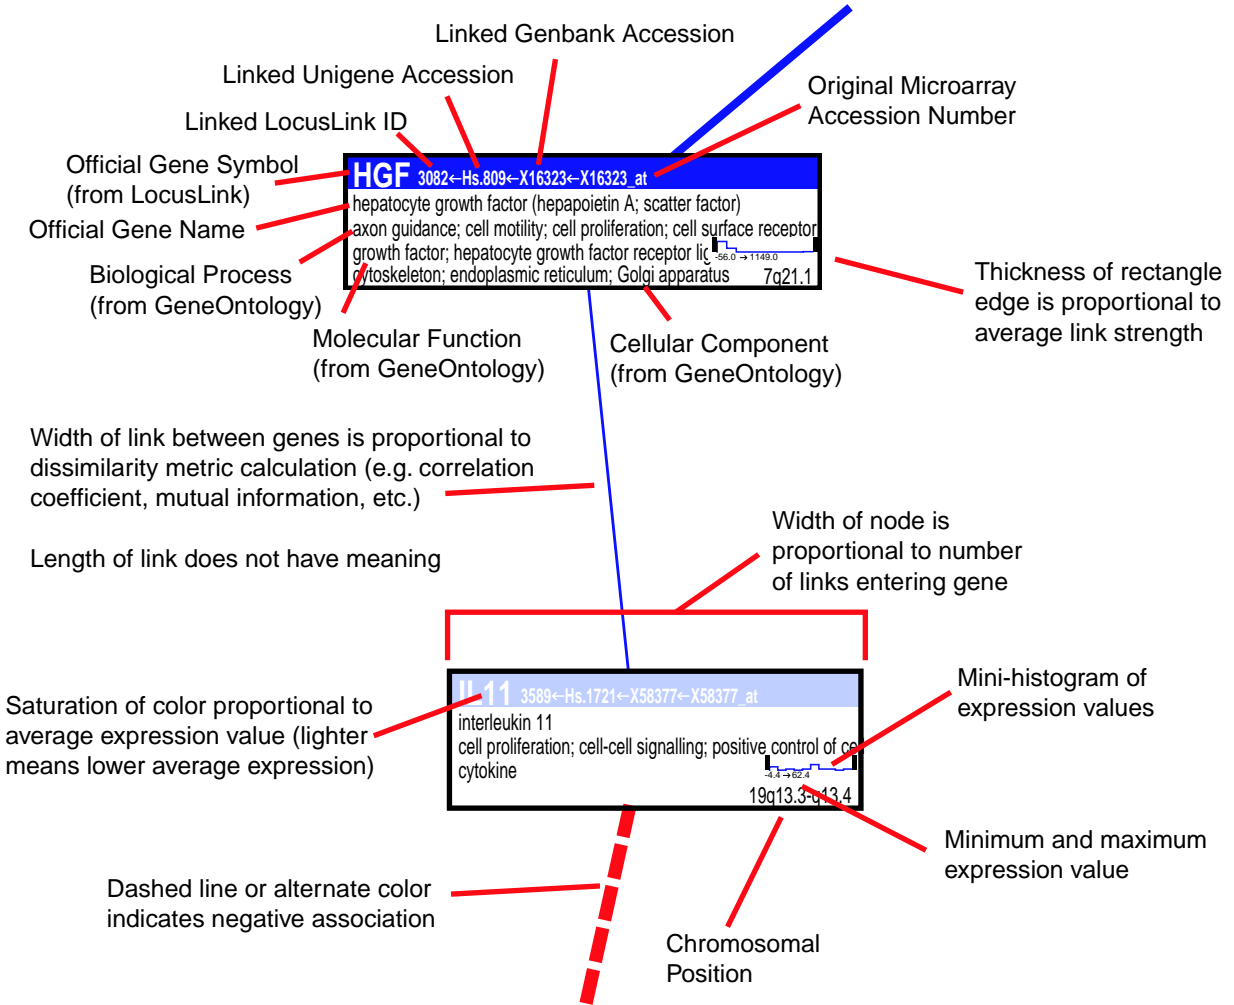 Linked Genbank Accession
Linked Unigene Accession
Original Microarray
Accession Number
Linked LocusLink ID
Official Gene Symbol
(from LocusLink)
HGF 3082←Hs.809←X16323←X16323_at
hepatocyte growth factor (hepapoietin A; scatter factor)
Official Gene Name
axon guidance; cell motility; cell proliferation; cell surface receptor
growth factor; hepatocyte growth factor receptor lig
-56.0 → 1149.0
cytoskeleton; endoplasmic reticulum; Golgi apparatus 7q21.1
Biological Process
(from GeneOntology)
Thickness of rectangle
edge is proportional to
average link strength
Molecular Function
(from GeneOntology)
Cellular Component
(from GeneOntology)
Width of link between genes is proportional to
dissimilarity metric calculation (e.g. correlation
coefficient, mutual information, etc.)
Length of link does not have meaning
Width of node is
proportional to number
of links entering gene
IL11 3589←Hs.1721←X58377←X58377_at
interleukin 11
cell proliferation; cell-cell signalling; positive control of ce
cytokine
-4.4 → 62.4
19q13.3-q13.4
Saturation of color proportional to
average expression value (lighter
means lower average expression)
Mini-histogram of
expression values
Minimum and maximum
expression value
Dashed line or alternate color
indicates negative association
Chromosomal
Position